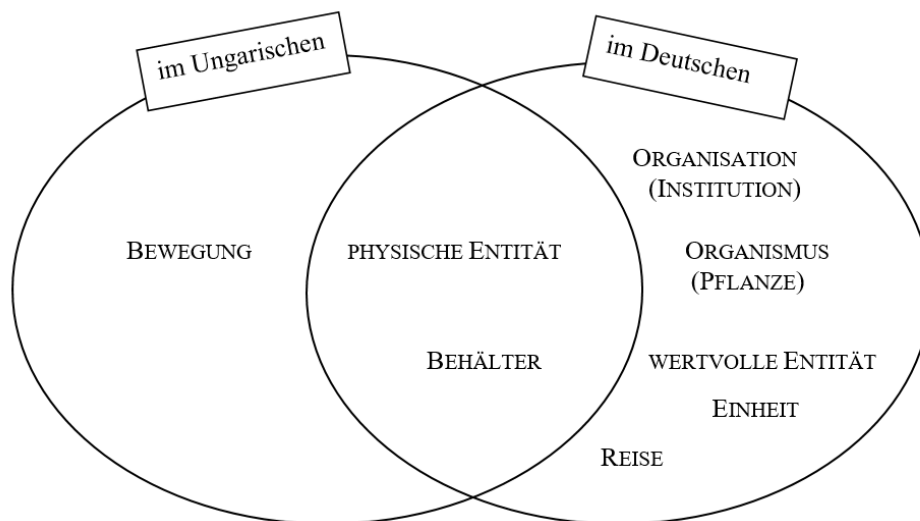 im Ungarischen
im Deutschen
ORGANISATION
(INSTITUTION)
BEWEGUNG
PHYSISCHE ENTITÄT
ORGANISMUS
(PFLANZE)
BEHÄLTER
WERTVOLLE ENTITÄT
EINHEIT
REISE